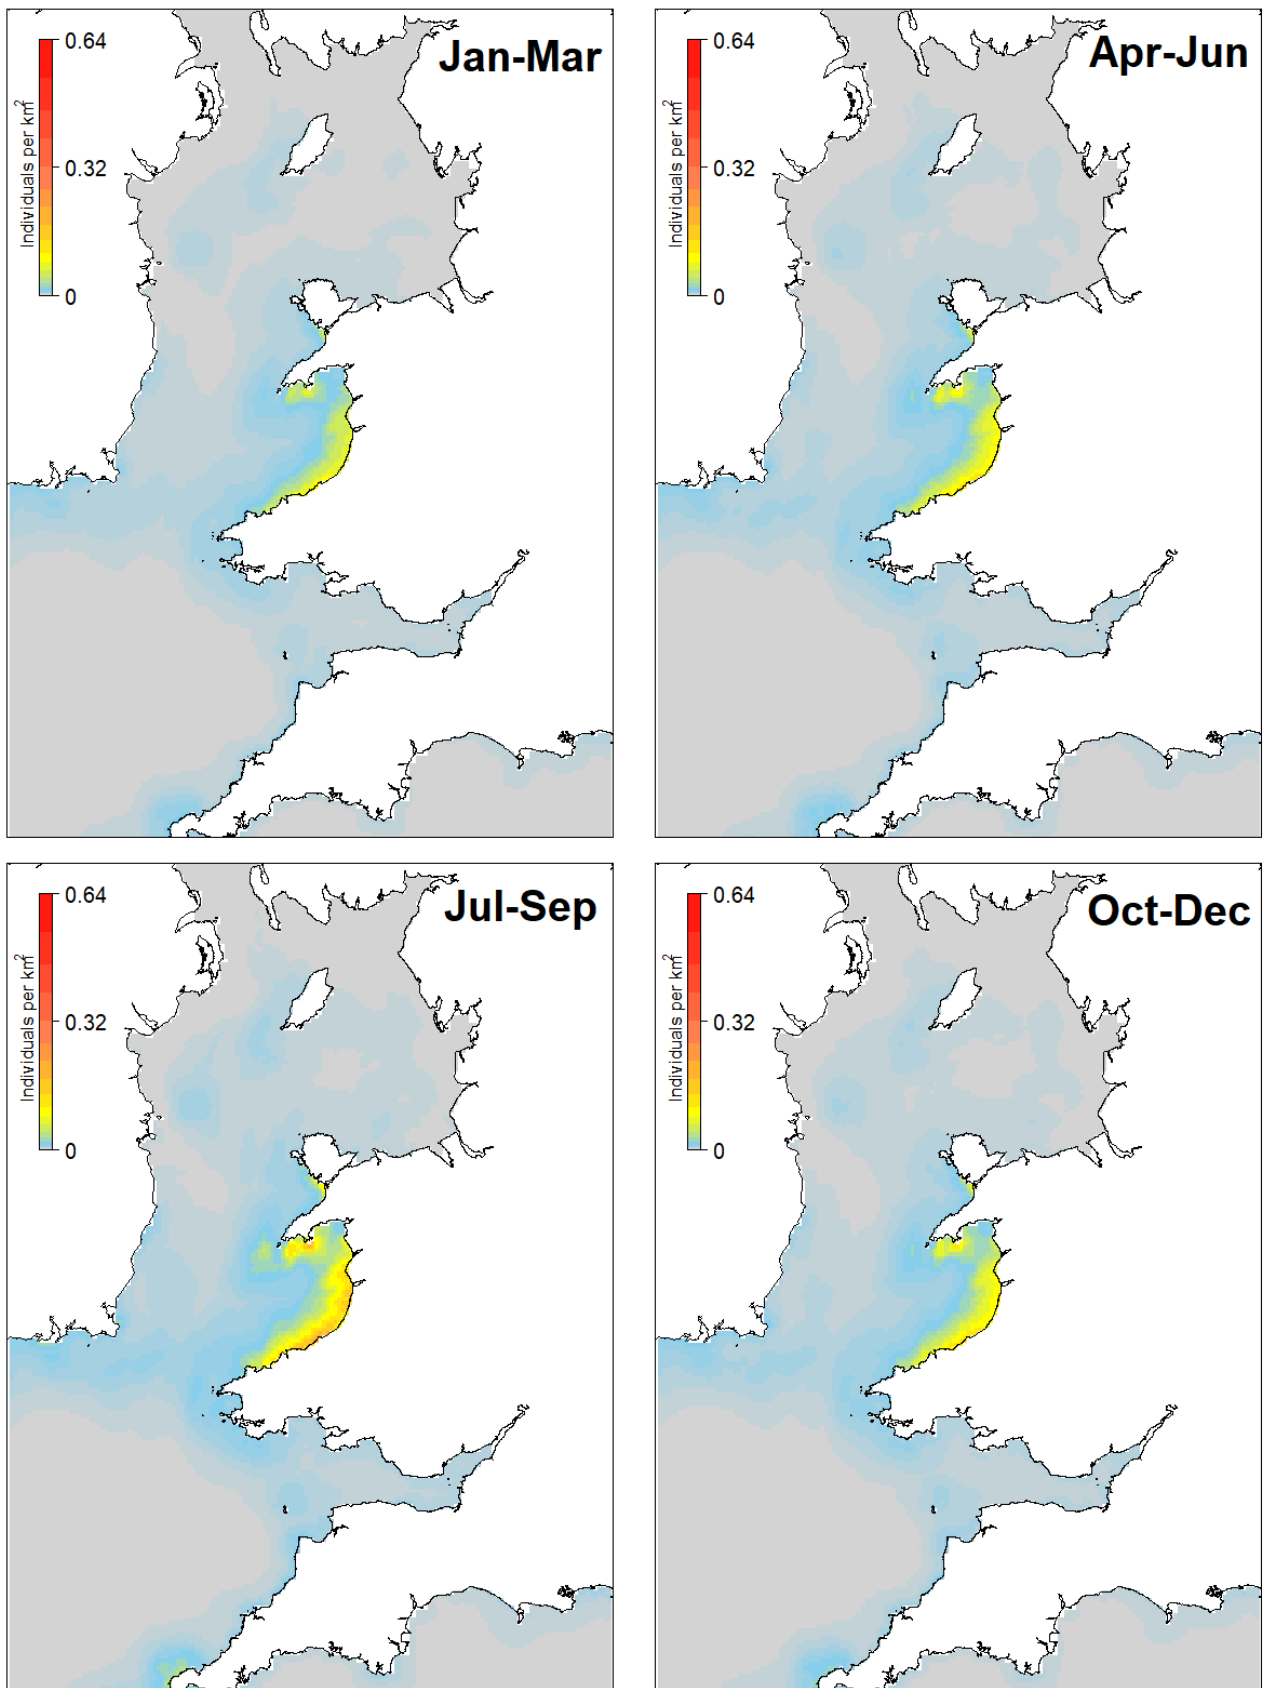 Jan-Mar
0.64
0.32
0
Individuals per km2
Apr-Jun
0.64
0.32
0
Individuals per km2
Jul-Sep
0.64
0.32
0
Individuals per km2
Oct-Dec
0.64
0.32
0
Individuals per km2